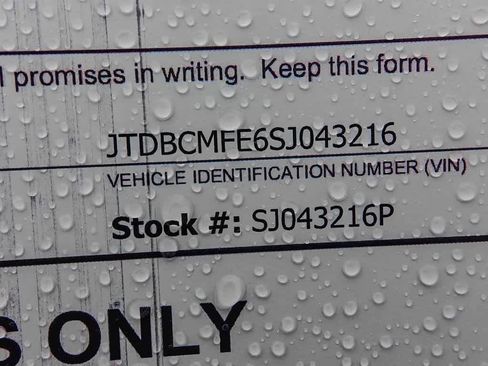 promises in writing. Keep this form.
JTDBCMFE6SJ043216
VEHICLE IDENTIFICATION NUMBER (VIN)
Stock #: SJ043216P
S ONLY